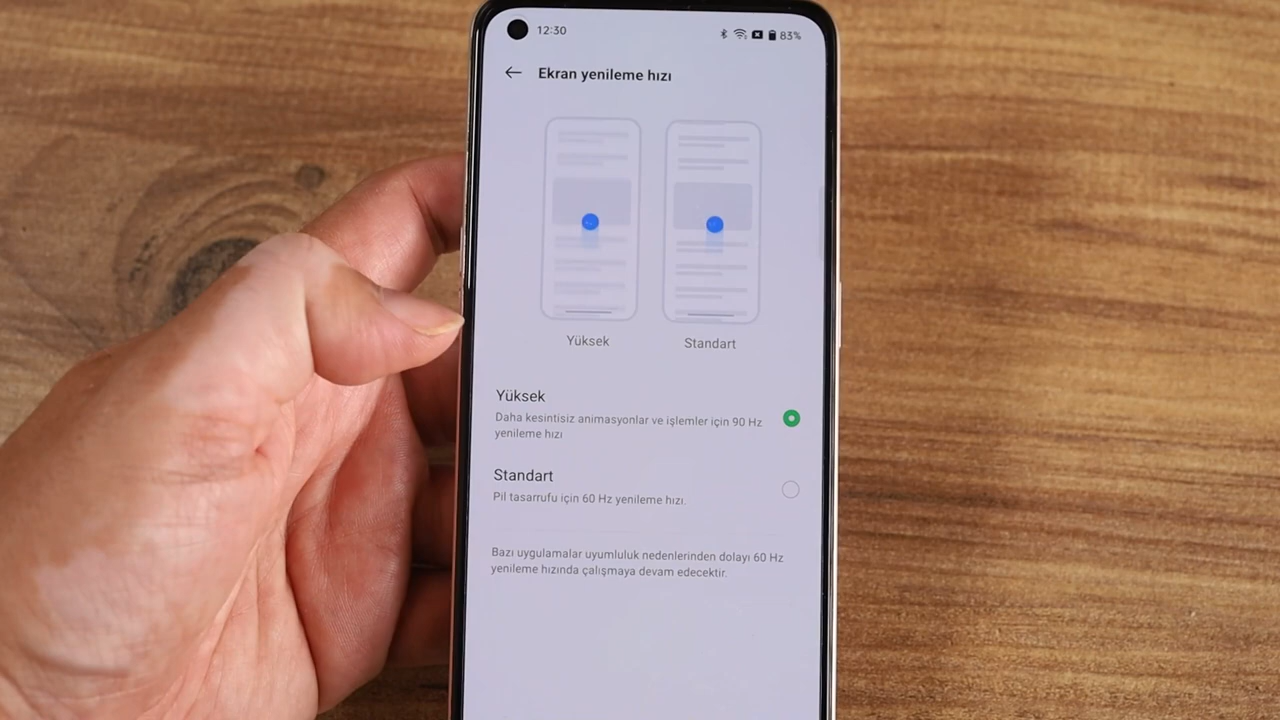 12:30
83%
Ekran yenileme hızı
Yüksek
Standart
Yüksek
Daha kesintisiz animasyonlar ve işlemler için 90 Hz
yenileme hızı
Standart
Pil tasarrufu için 60 Hz yenileme hızı.
Bazı uygulamalar uyumluluk nedenlerinden dolayı 60 Hz
yenileme hızında çalışmaya devam edecektir.